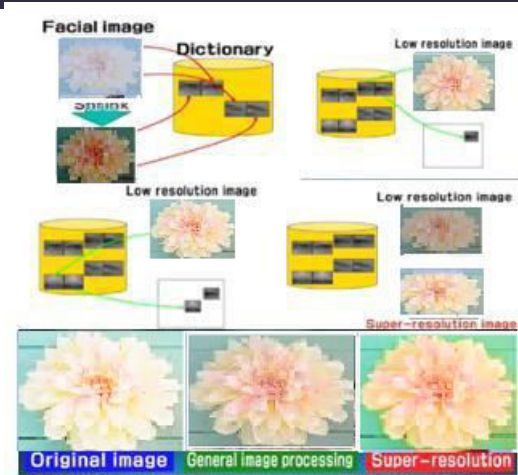 Facial image
Dictionary
Shrink
Low resolution image
Low resolution image
Low resolution image
Super-resolution image
Original image
General image processing
Super-resolution